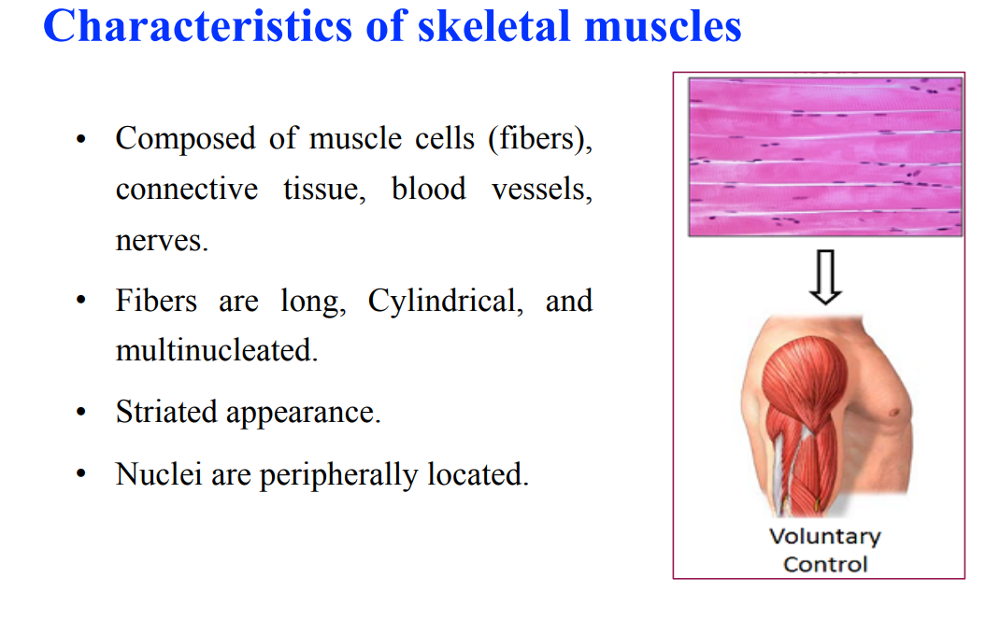 Characteristics of skeletal muscles
• Composed of muscle cells (fibers),
connective tissue, blood vessels,
nerves.
• Fibers are long, Cylindrical, and
multinucleated.
• Striated appearance.
• Nuclei are peripherally located.
Voluntary
Control